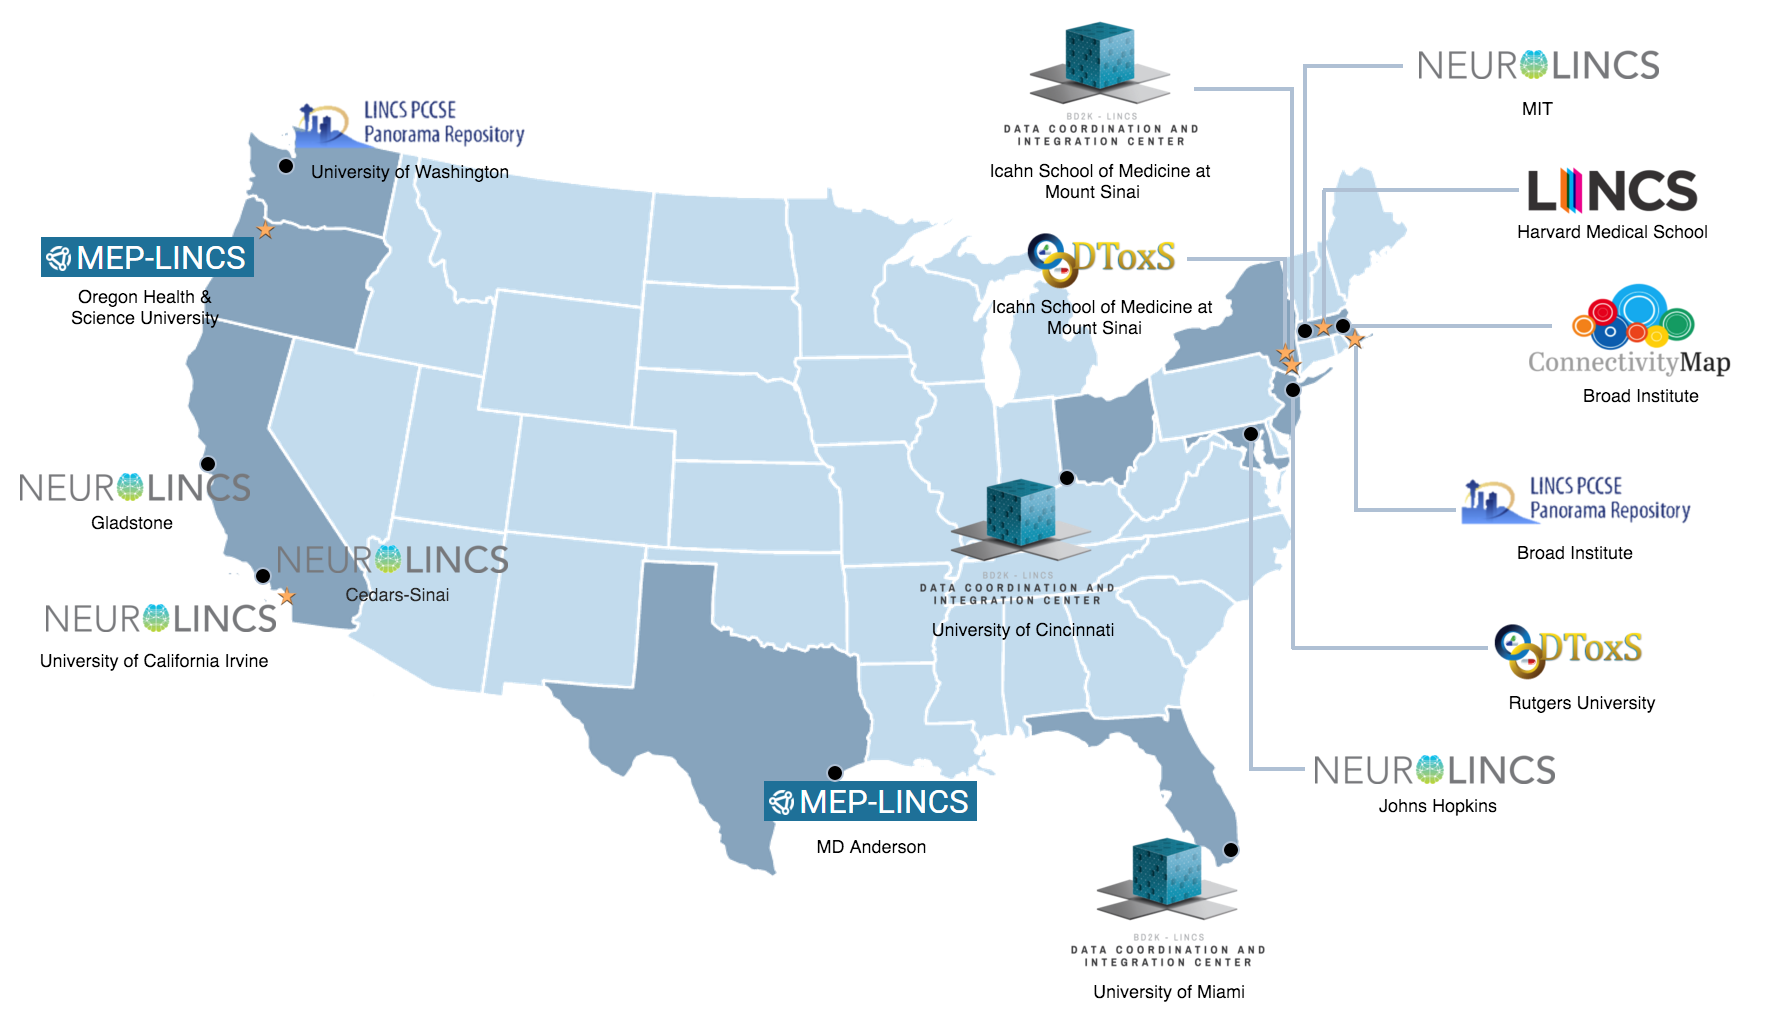 LINCS PCCSE
Panorama Repository
University of Washington
MEP-LINCS
Oregon Health &
Science University
NEUROLINCS
Gladstone
NEUROLINCS
Cedars-Sinai
NEUROLINCS
University of California Irvine
BD2K - LINCS
DATA COORDINATION AND
INTEGRATION CENTER
Icahn School of Medicine at
Mount Sinai
DToxS
Icahn School of Medicine at
Mount Sinai
BD2K - LINCS
DATA COORDINATION AND
INTEGRATION CENTER
University of Cincinnati
MEP-LINCS
MD Anderson
BD2K - LINCS
DATA COORDINATION AND
INTEGRATION CENTER
University of Miami
NEUROLINCS
MIT
LINCS
Harvard Medical School
ConnectivityMap
Broad Institute
LINCS PCCSE
Panorama Repository
Broad Institute
DToxS
Rutgers University
NEUROLINCS
Johns Hopkins